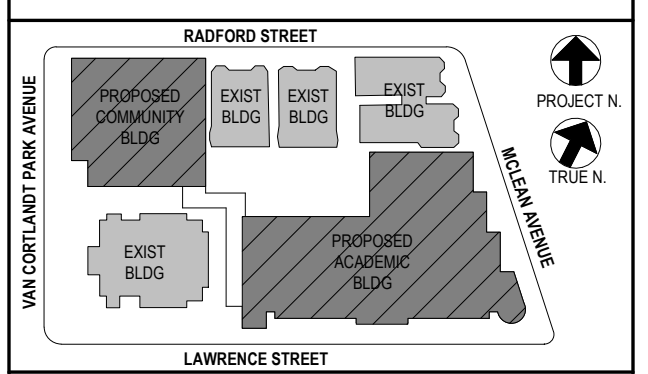 RADFORD STREET
VAN CORTLANDT PARK AVENUE
PROPOSED
COMMUNITY
BLDG
EXIST
BLDG
EXIST
BLDG
EXIST
BLDG
PROJECT N.
TRUE N.
MCLEAN AVENUE
EXIST
BLDG
PROPOSED
ACADEMIC
BLDG
LAWRENCE STREET